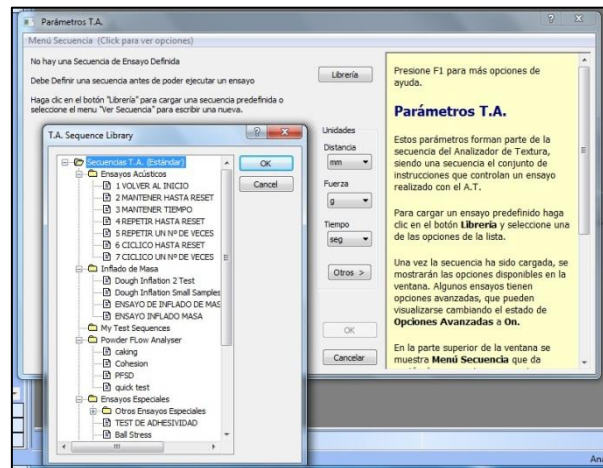 Parámetros T.A.
Menú Secuencia (Click para ver opciones)
No hay una Secuencia de Ensayo Definida
Debe Definir una secuencia antes de poder ejecutar un ensayo
Haga clic en el botón "Librería" para cargar una secuencia predefinida o
seleccione el menu "Ver Secuencia" para escribir una nueva.
Librería
T.A. Sequence Library
Secuencias T.A. (Estándar)
Ensayos Acústicos
1 VOLVER AL INICIO
2 MANTENER HASTA RESET
3 MANTENER TIEMPO
4 REPETIR HASTA RESET
5 REPETIR UN Nº DE VECES
6 CICLICO HASTA RESET
7 CICLICO UN Nº DE VECES
Inflado de Masa
Dough Inflation 2 Test
Dough Inflation Small Samples
ENSAYO DE INFLADO DE MAS
ENSAYO INFLADO MASA
My Test Sequences
Powder FLow Analyser
caking
Cohesion
PFSD
quick test
Ensayos Especiales
Otros Ensayos Especiales
TEST DE ADHESIVIDAD
Ball Stress
OK
Cancel
Unidades
Distancia
mm
Fuerza
g
Tiempo
seg
Otros >
OK
Cancelar
Presione F1 para más opciones de
ayuda.
Parámetros T.A.
Estos parámetros forman parte de la
secuencia del Analizador de Textura,
siendo una secuencia el conjunto de
instrucciones que controlan un ensayo
realizado con el A.T.
Para cargar un ensayo predefinido haga
clic en el botón Librería y seleccione una
de las opciones de la lista.
Una vez la secuencia ha sido cargada, se
mostrarán las opciones disponibles en la
ventana. Algunos ensayos tienen
opciones avanzadas, que pueden
visualizarse cambiando el estado de
Opciones Avanzadas a On.
En la parte superior de la ventana se
muestra Menú Secuencia que da
Ana